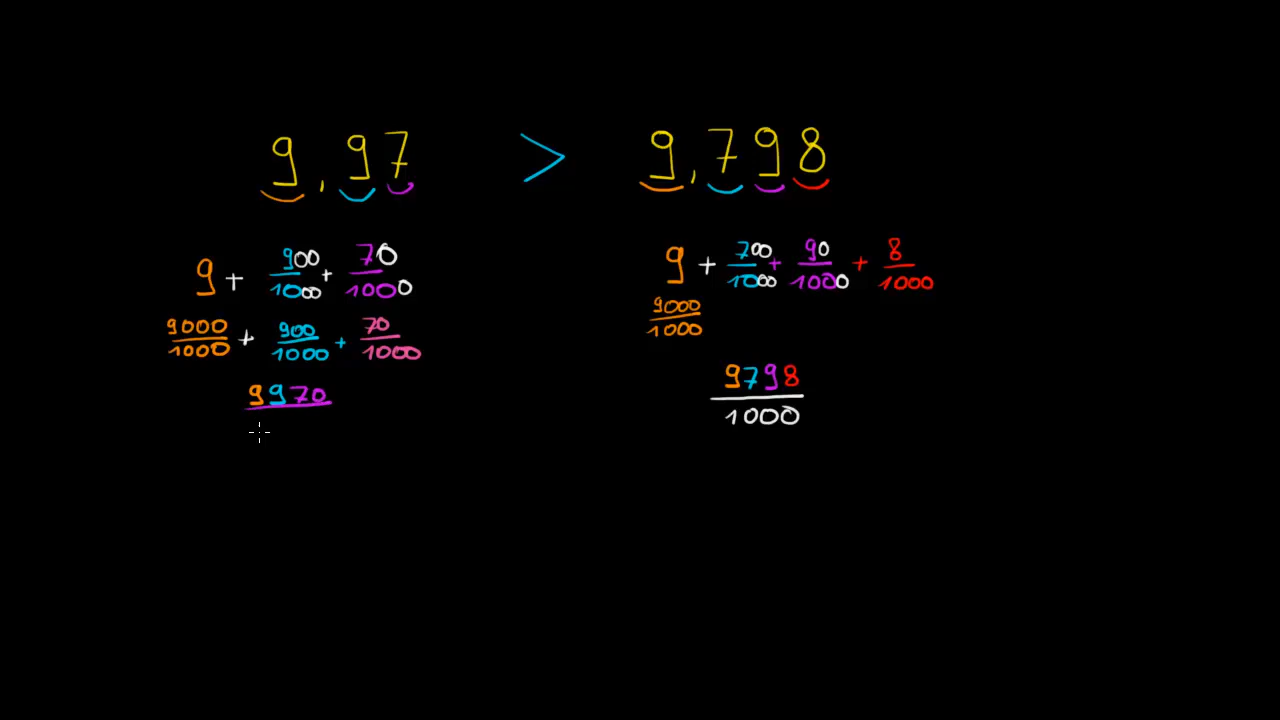 9,97 > 9,798
9 + 900/1000 + 70/1000
9 + 700/1000 + 90/1000 + 8/1000
9000/1000 + 900/1000 + 70/1000
9000/1000
9970
9798/1000